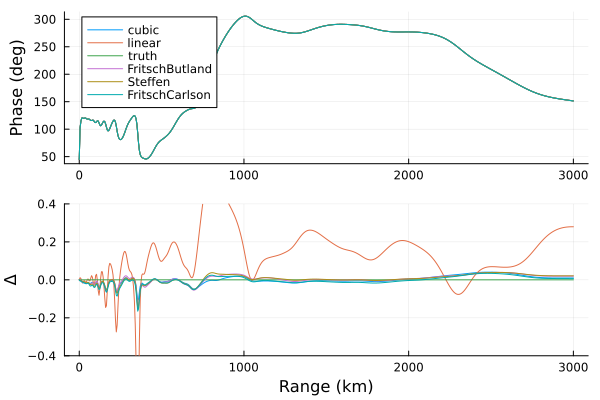 300
250
200
150
100
50
Phase (deg)
cubic
linear
truth
FritschButland
Steffen
FritschCarlson
0 1000 2000 3000
0.4
0.2
0.0
−0.2
−0.4
Δ
0 1000 2000 3000
Range (km)